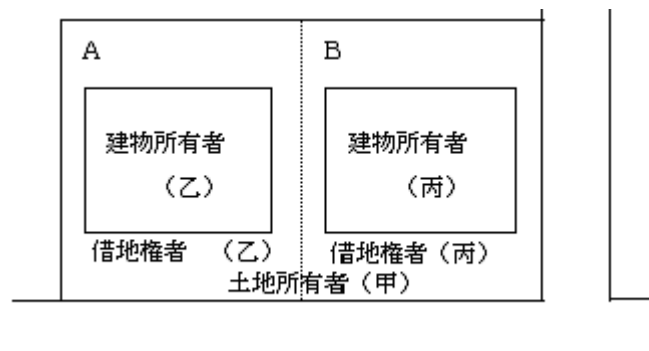 A
建物所有者
（乙）
借地権者　（乙）
B
建物所有者
（丙）
借地権者（丙）
土地所有者（甲）